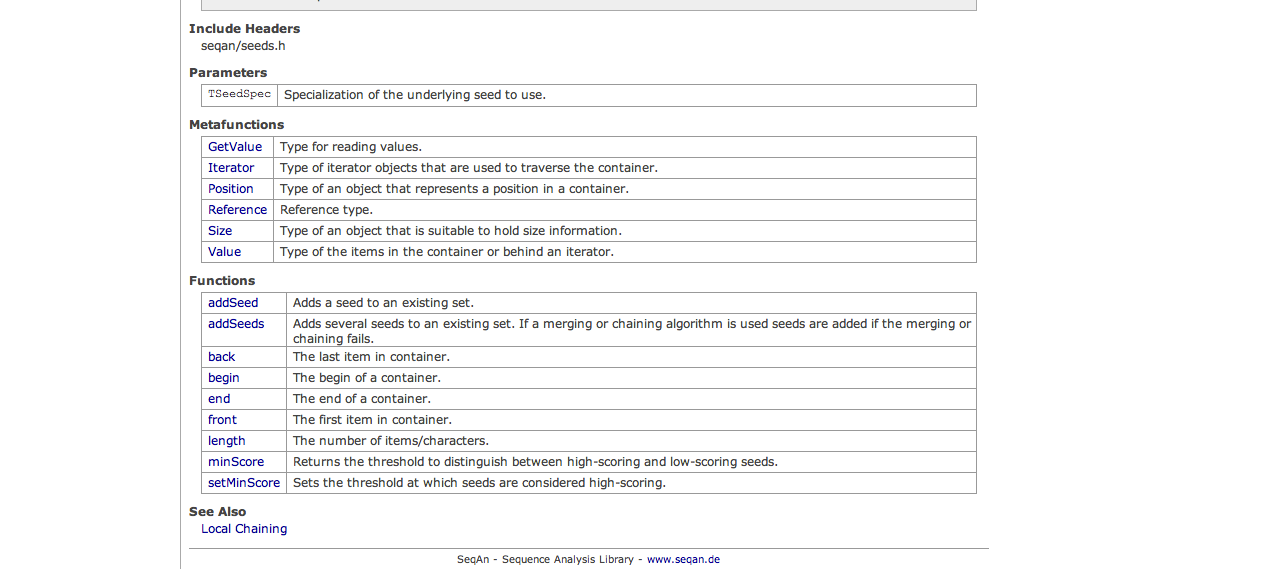 Include Headers
seqan/seeds.h
Parameters
TSeedSpec Specialization of the underlying seed to use.
Metafunctions
GetValue Type for reading values.
Iterator Type of iterator objects that are used to traverse the container.
Position Type of an object that represents a position in a container.
Reference Reference type.
Size Type of an object that is suitable to hold size information.
Value Type of the items in the container or behind an iterator.
Functions
addSeed Adds a seed to an existing set.
addSeeds Adds several seeds to an existing set. If a merging or chaining algorithm is used seeds are added if the merging or
chaining fails.
back The last item in container.
begin The begin of a container.
end The end of a container.
front The first item in container.
length The number of items/characters.
minScore Returns the threshold to distinguish between high-scoring and low-scoring seeds.
setMinScore Sets the threshold at which seeds are considered high-scoring.
See Also
Local Chaining
SeqAn - Sequence Analysis Library - www.seqan.de